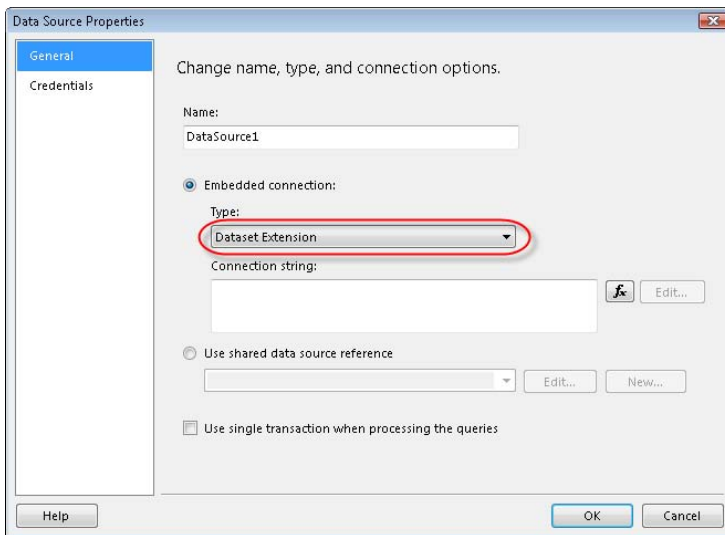 Data Source Properties
General
Credentials
Change name, type, and connection options.
Name:
DataSource1
Embedded connection:
Type:
Dataset Extension
Connection string:
fx
Edit...
Use shared data source reference
Edit...
New...
Use single transaction when processing the queries
Help
OK
Cancel